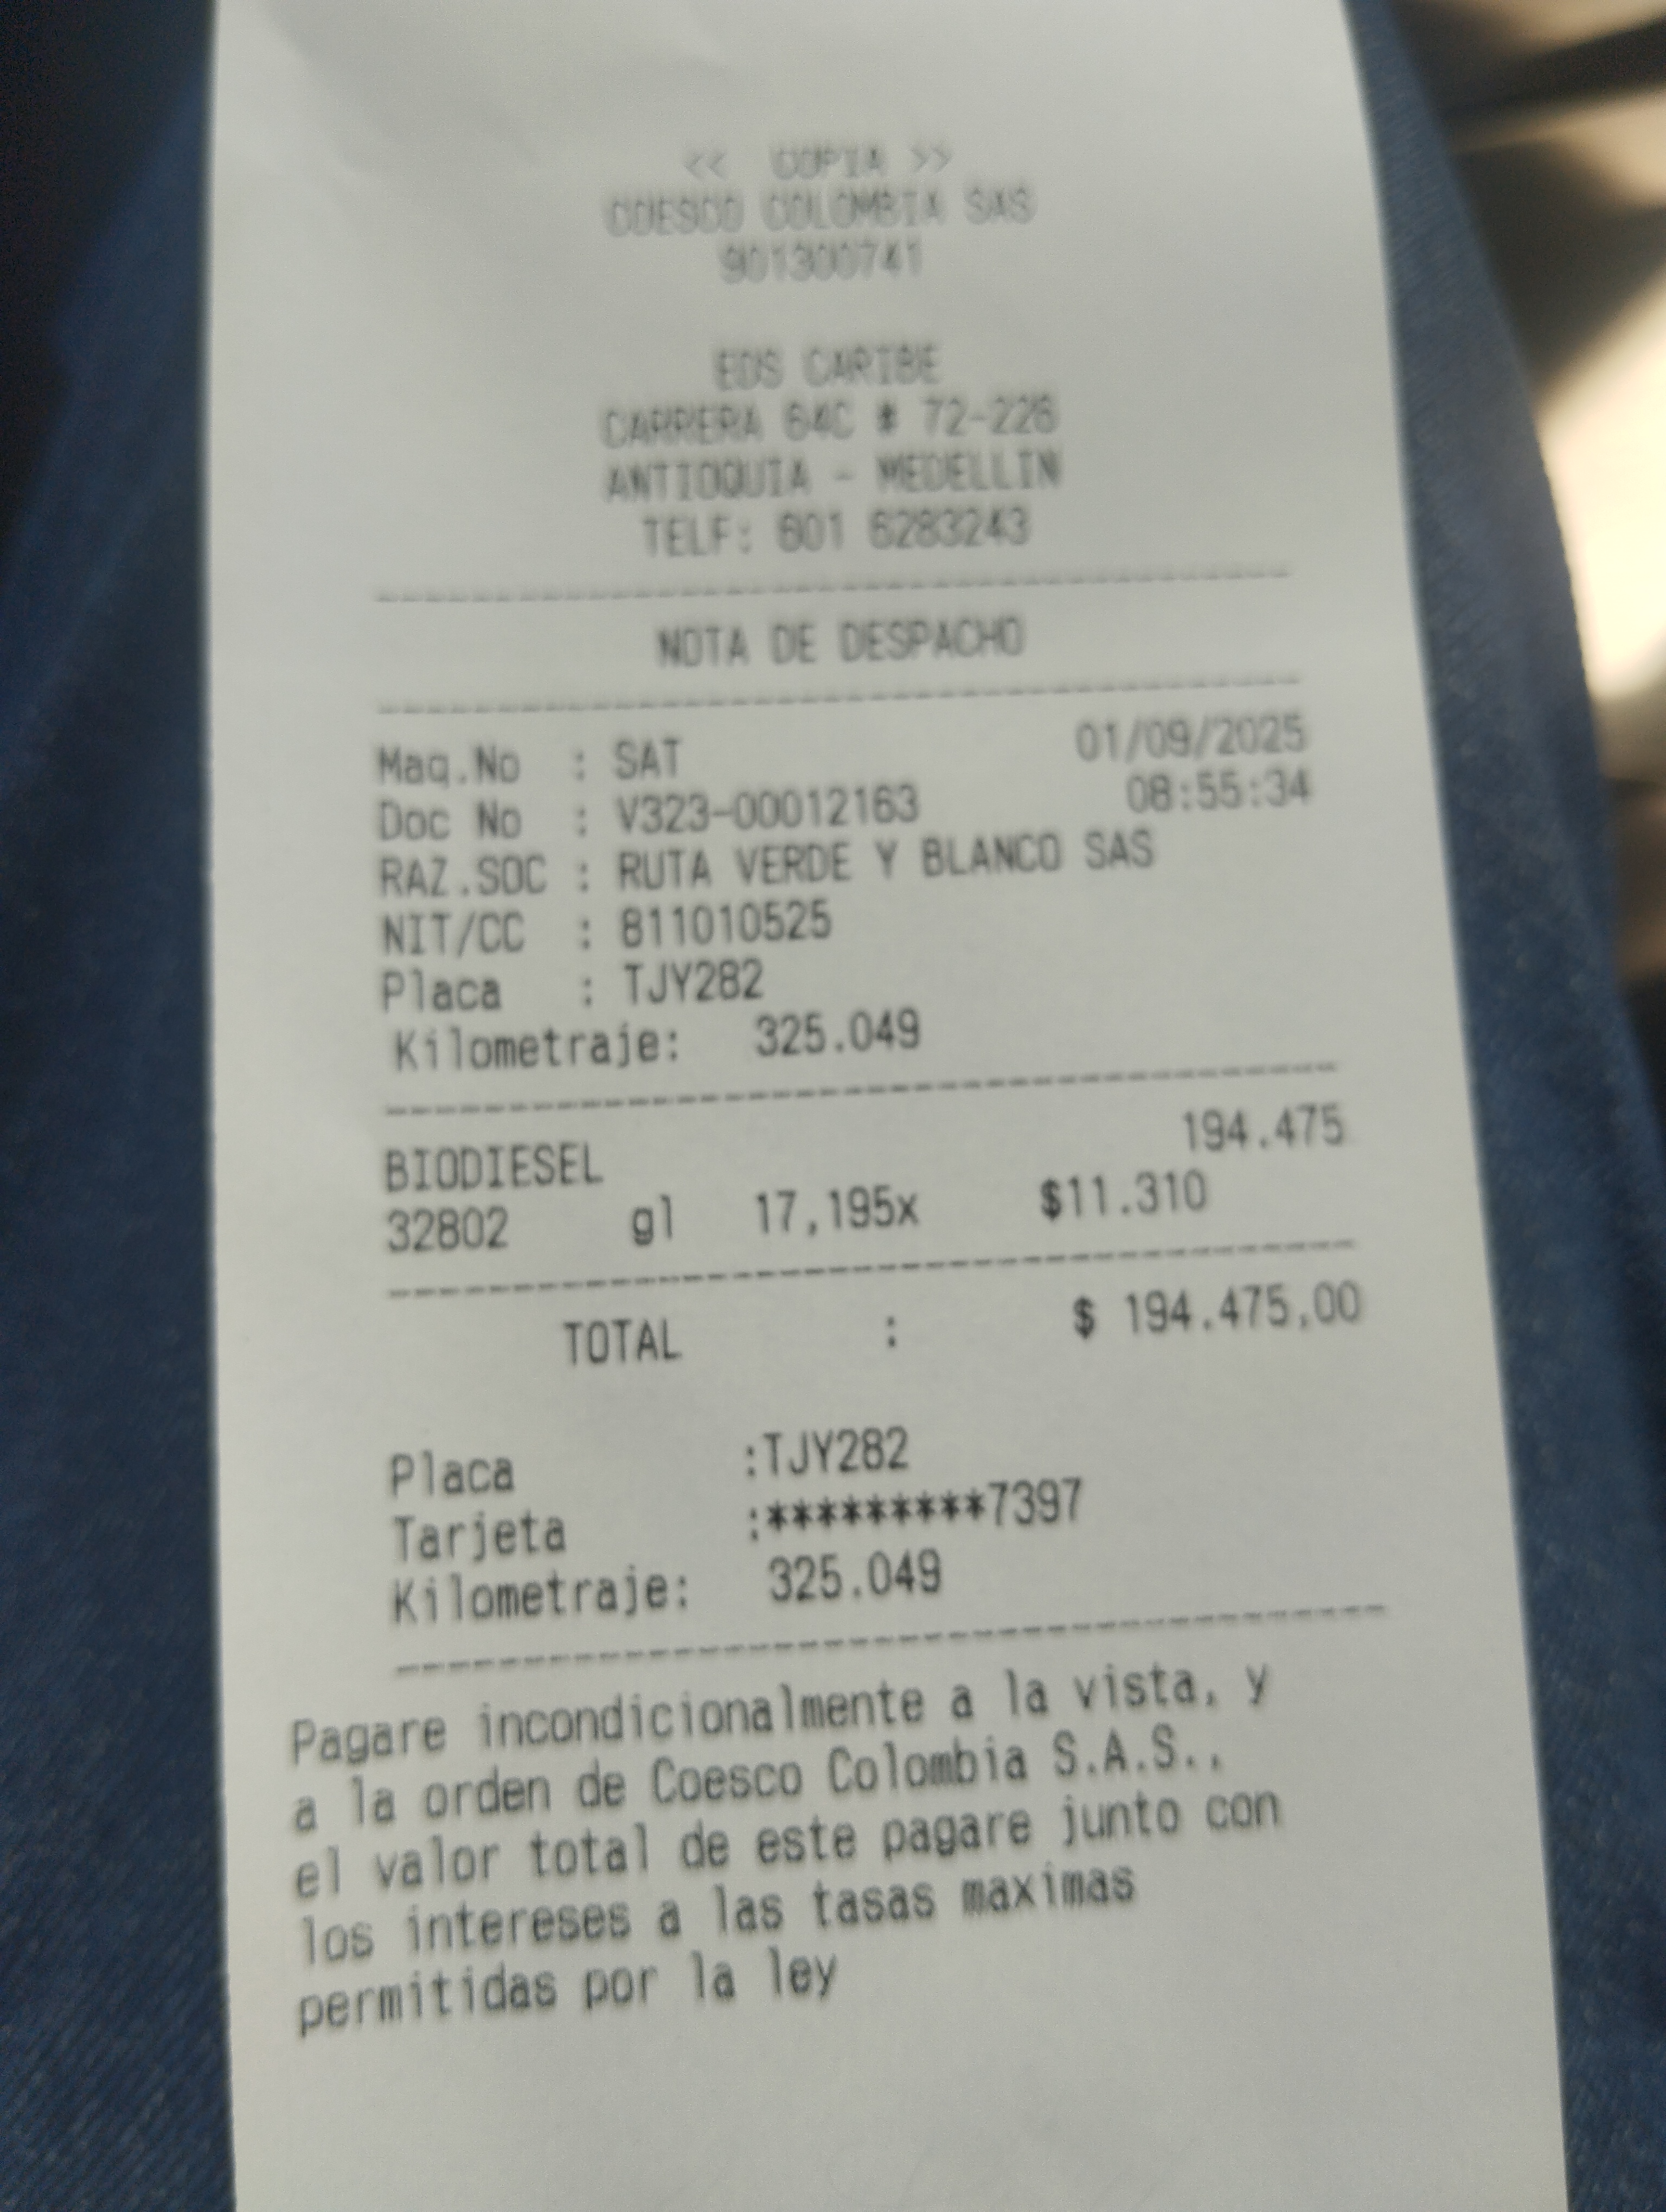 << COPIA >>
COESCO COLOMBIA SAS
901300741
EDS CARIBE
CARRERA 64C # 72-226
ANTIOQUIA - MEDELLIN
TELF: 601 6283243
NOTA DE DESPACHO
Maq.No : SAT 01/09/2025
Doc No : V323-00012163 08:55:34
RAZ.SOC : RUTA VERDE Y BLANCO SAS
NIT/CC : 811010525
Placa : TJY282
Kilometraje: 325.049
BIODIESEL 194.475
32802 gl 17,195x $11.310
TOTAL : $ 194.475,00
Placa :TJY282
Tarjeta :*********7397
Kilometraje: 325.049
Pagare incondicionalmente a la vista, y
a la orden de Coesco Colombia S.A.S.,
el valor total de este pagare junto con
los intereses a las tasas maximas
permitidas por la ley